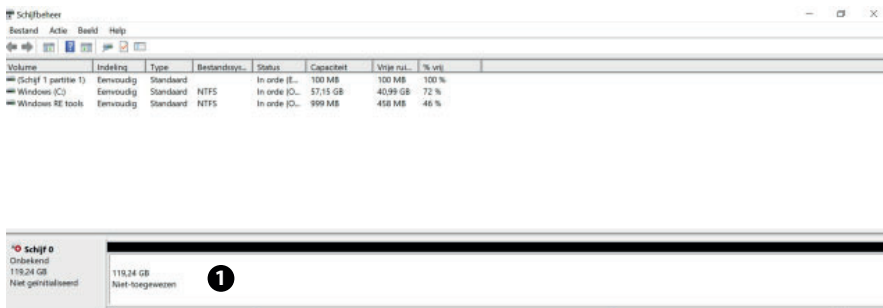 Schijfbeheer
Bestand Actie Beeld Help
Volume Indeling Type Bestandssys... Status Capaciteit Vrije rui... % vrij
(Schijf 1 partitie 1) Eenvoudig Standaard In orde (E... 100 MB 100 MB 100 %
Windows (C:) Eenvoudig Standaard NTFS In orde (O... 57,15 GB 40,99 GB 72 %
Windows RE tools Eenvoudig Standaard NTFS In orde (O... 999 MB 458 MB 46 %
Schijf 0
Onbekend
119,24 GB
Niet geïnitialiseerd
119,24 GB
Niet-toegewezen
1